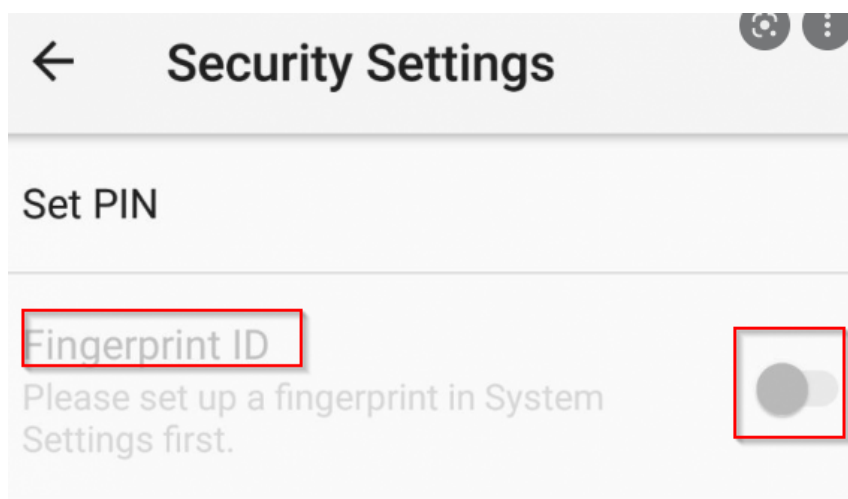 Security Settings
Set PIN
Fingerprint ID
Please set up a fingerprint in System
Settings first.